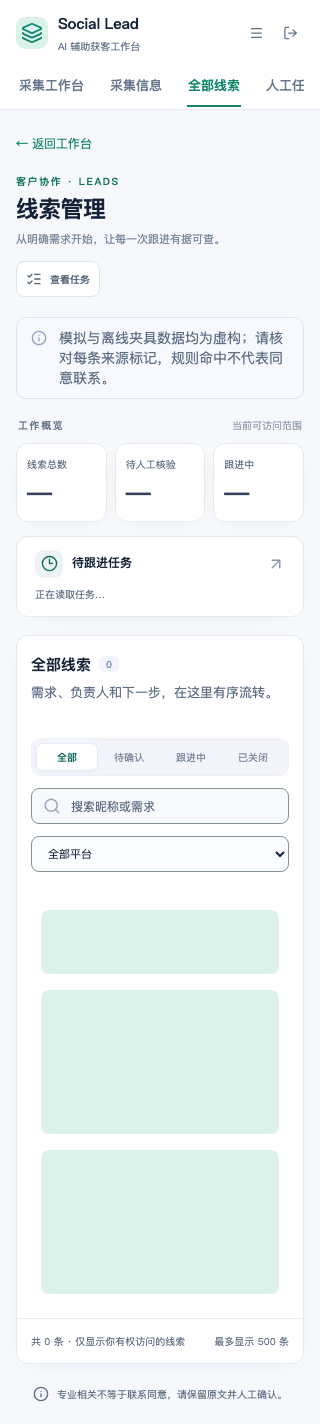 Social Lead
AI 辅助获客工作台
采集工作台 采集信息 全部线索 人工任
← 返回工作台
客户协作 · LEADS
线索管理
从明确需求开始，让每一次跟进有据可查。
查看任务
模拟与离线夹具数据均为虚构；请核
对每条来源标记，规则命中不代表同
意联系。
工作概览 当前可访问范围
线索总数 待人工核验 跟进中
— — —
待跟进任务
正在读取任务…
全部线索 0
需求、负责人和下一步，在这里有序流转。
全部 待确认 跟进中 已关闭
搜索昵称或需求
全部平台
共 0 条 · 仅显示你有权访问的线索 最多显示 500 条
专业相关不等于联系同意，请保留原文并人工确认。